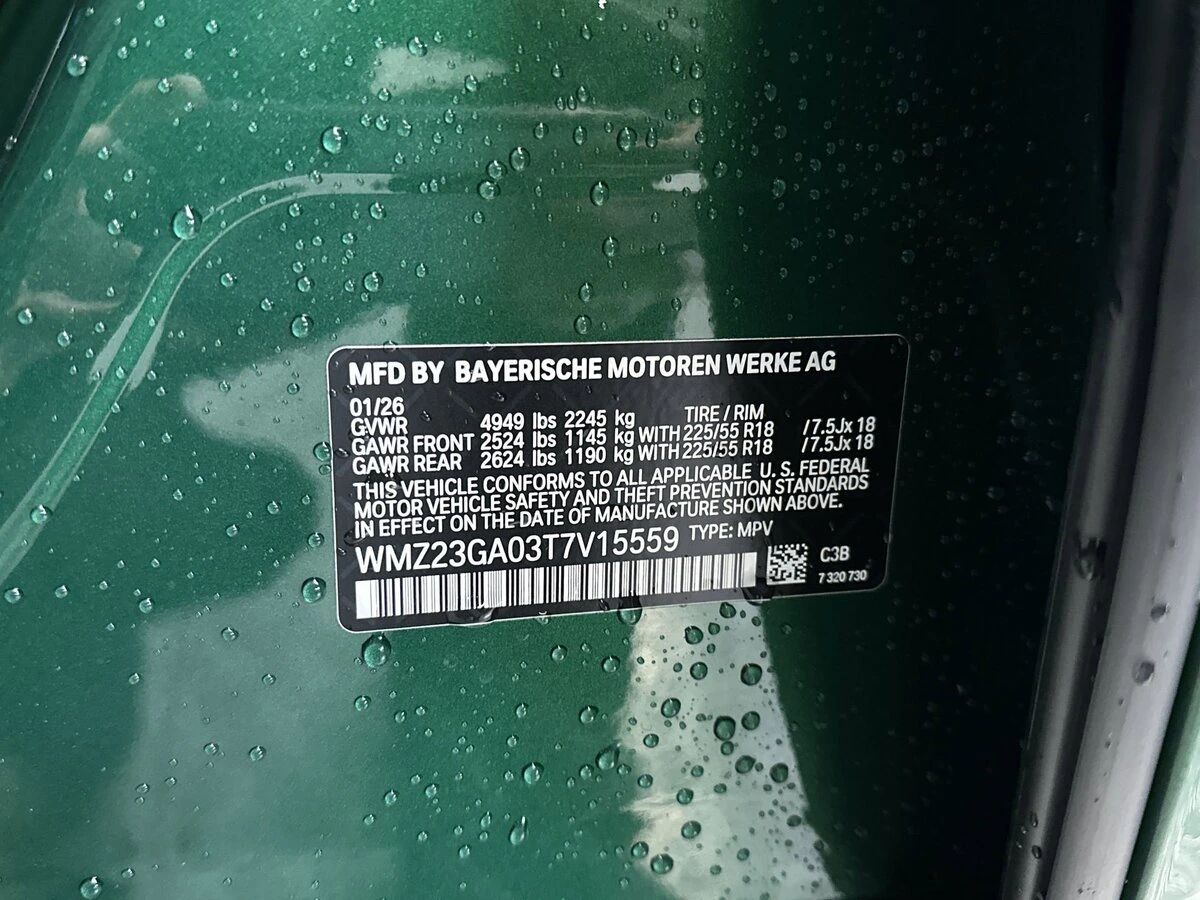 MFD BY BAYERISCHE MOTOREN WERKE AG
01/26
GVWR 4949 lbs 2245 kg TIRE / RIM
GAWR FRONT 2524 lbs 1145 kg WITH 225/55 R18 /7.5Jx 18
GAWR REAR 2624 lbs 1190 kg WITH 225/55 R18 /7.5Jx 18
THIS VEHICLE CONFORMS TO ALL APPLICABLE U. S. FEDERAL
MOTOR VEHICLE SAFETY AND THEFT PREVENTION STANDARDS
IN EFFECT ON THE DATE OF MANUFACTURE SHOWN ABOVE.
WMZ23GA03T7V15559 TYPE: MPV
C3B
7 320 730